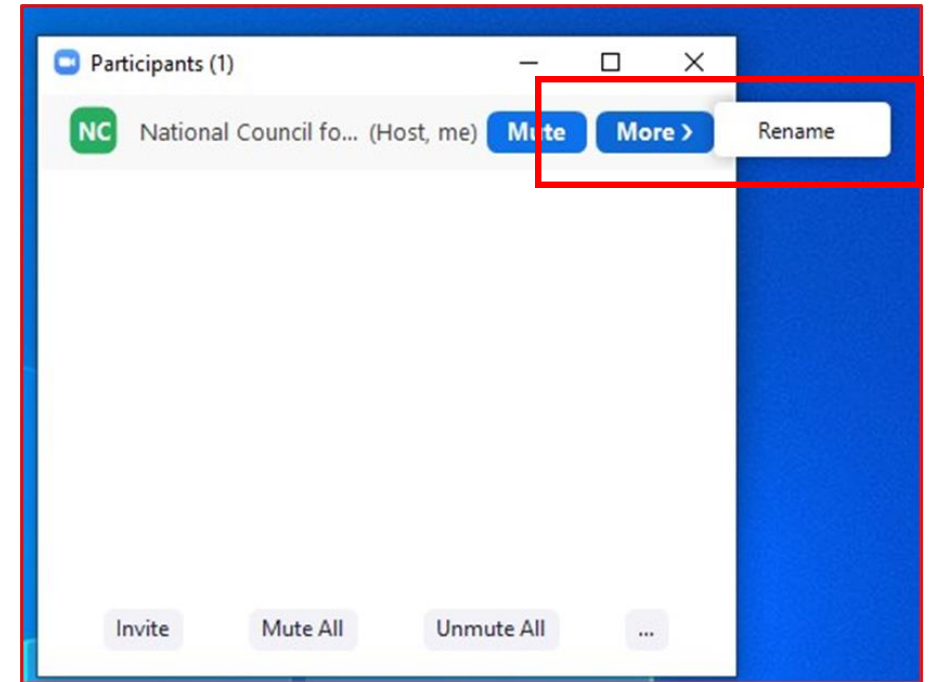 Participants (1)
NC National Council fo... (Host, me) Mute More > Rename
Invite Mute All Unmute All ...